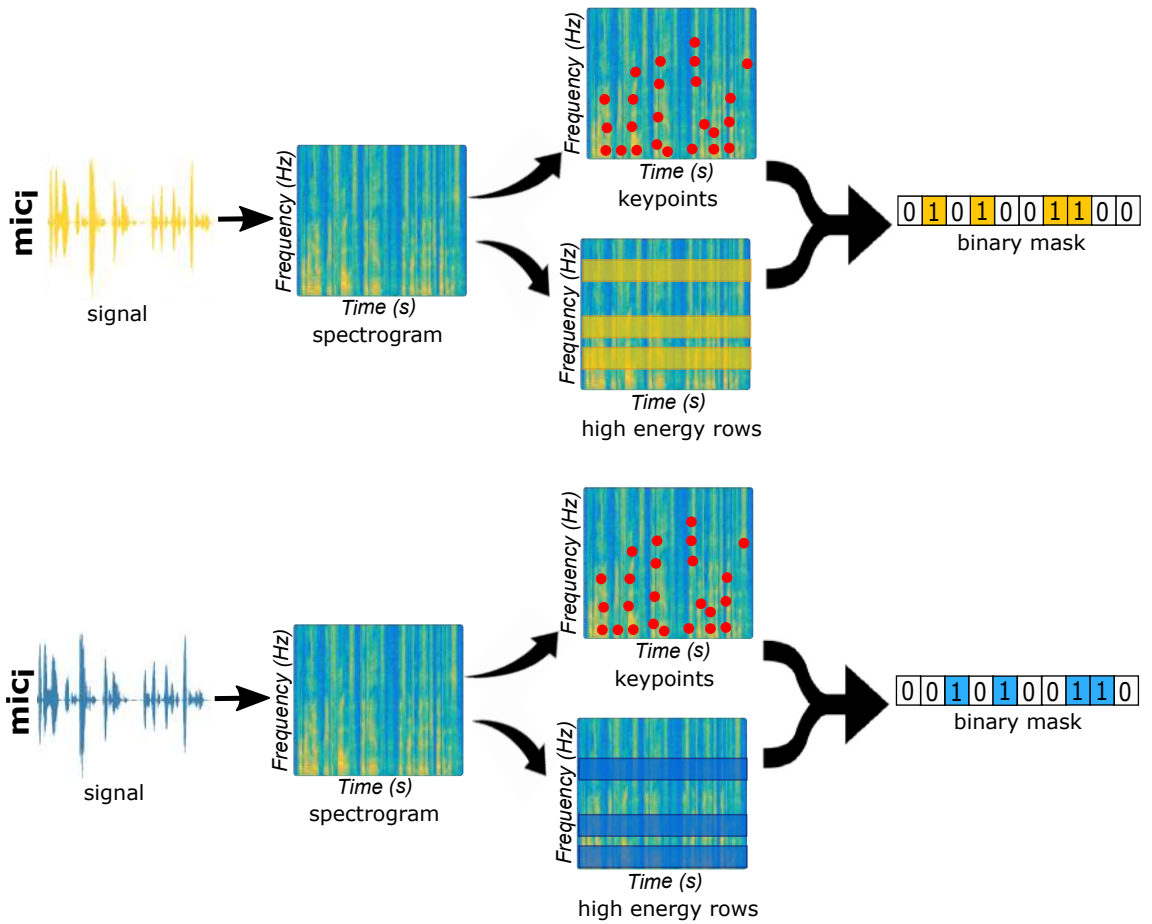 mici
signal
Frequency (Hz)
Time (s)
spectrogram
Frequency (Hz)
Time (s)
keypoints
Frequency (Hz)
Time (s)
high energy rows
0 1 0 1 0 0 1 1 0 0
binary mask
micj
signal
Frequency (Hz)
Time (s)
spectrogram
Frequency (Hz)
Time (s)
keypoints
Frequency (Hz)
Time (s)
high energy rows
0 0 1 0 1 0 0 1 1 0
binary mask